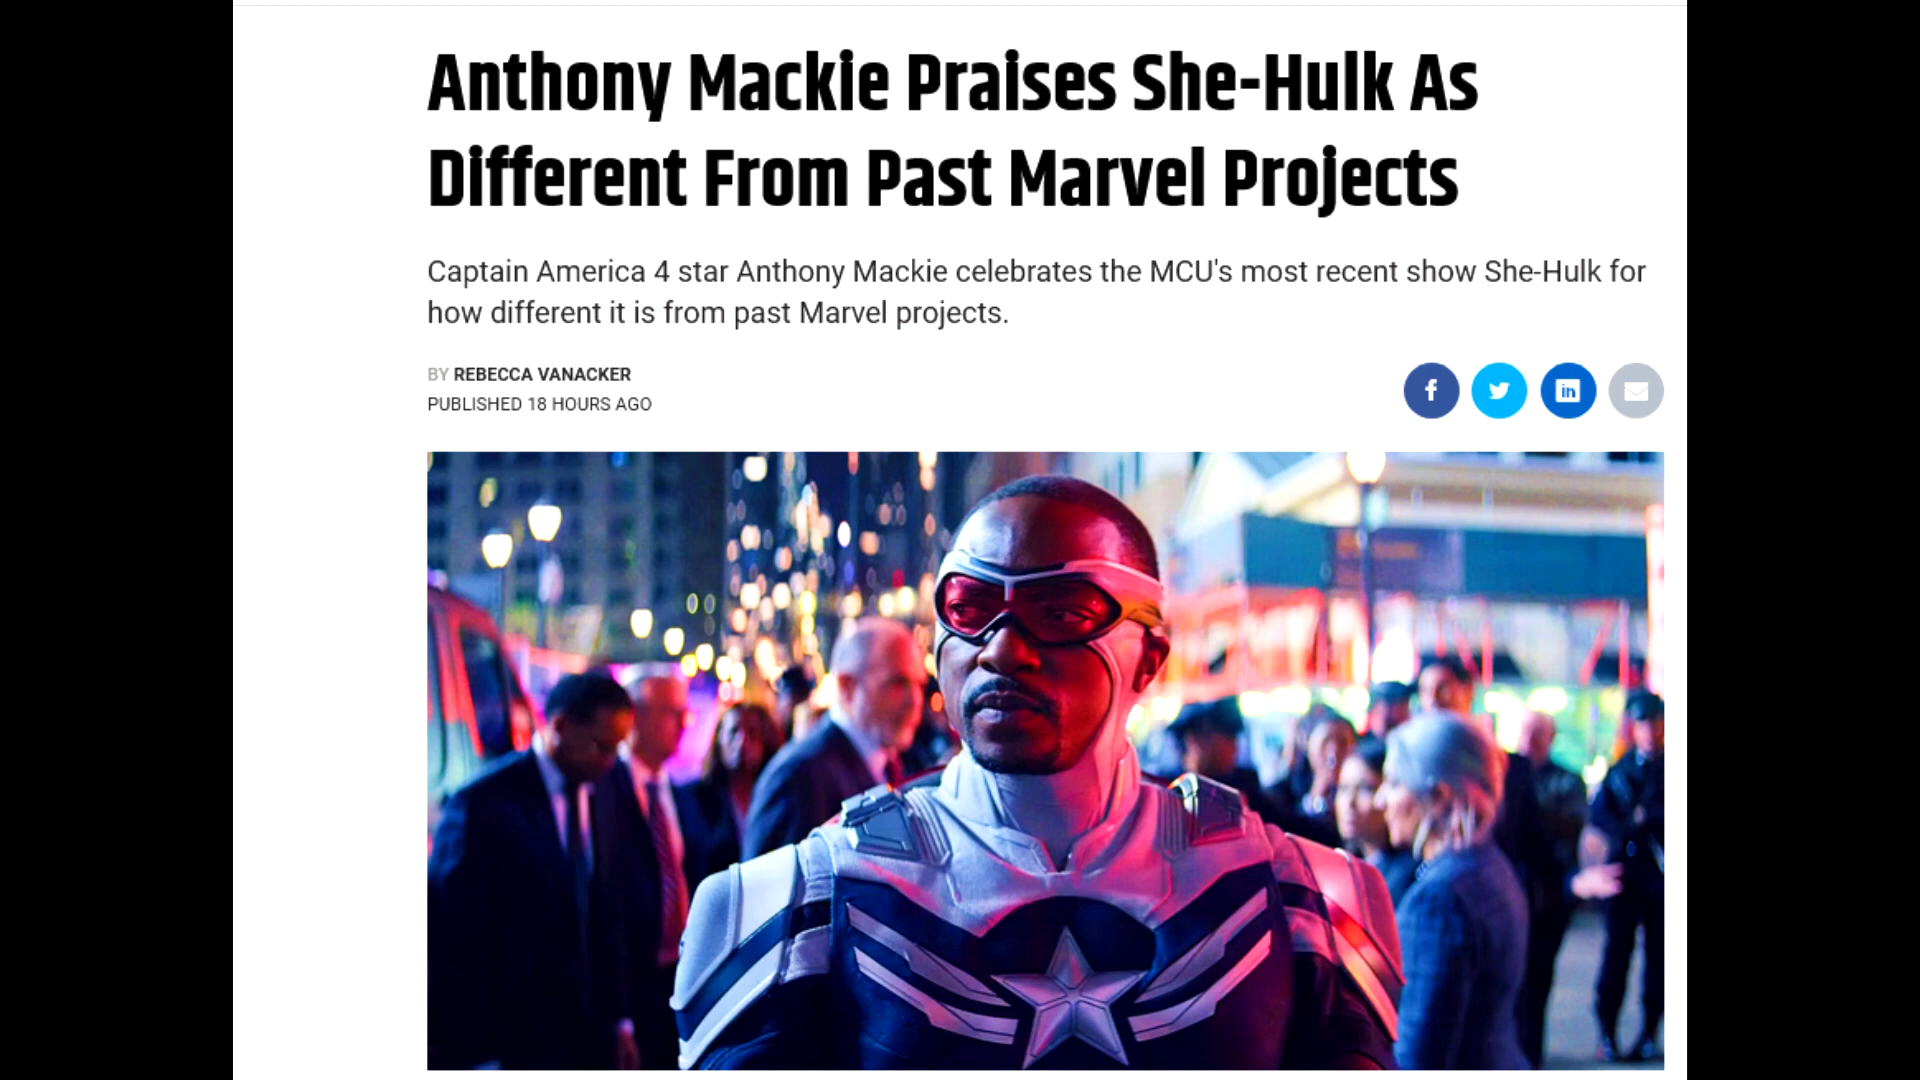 Anthony Mackie Praises She-Hulk As
Different From Past Marvel Projects
Captain America 4 star Anthony Mackie celebrates the MCU's most recent show She-Hulk for
how different it is from past Marvel projects.
BY REBECCA VANACKER
PUBLISHED 18 HOURS AGO
f
in